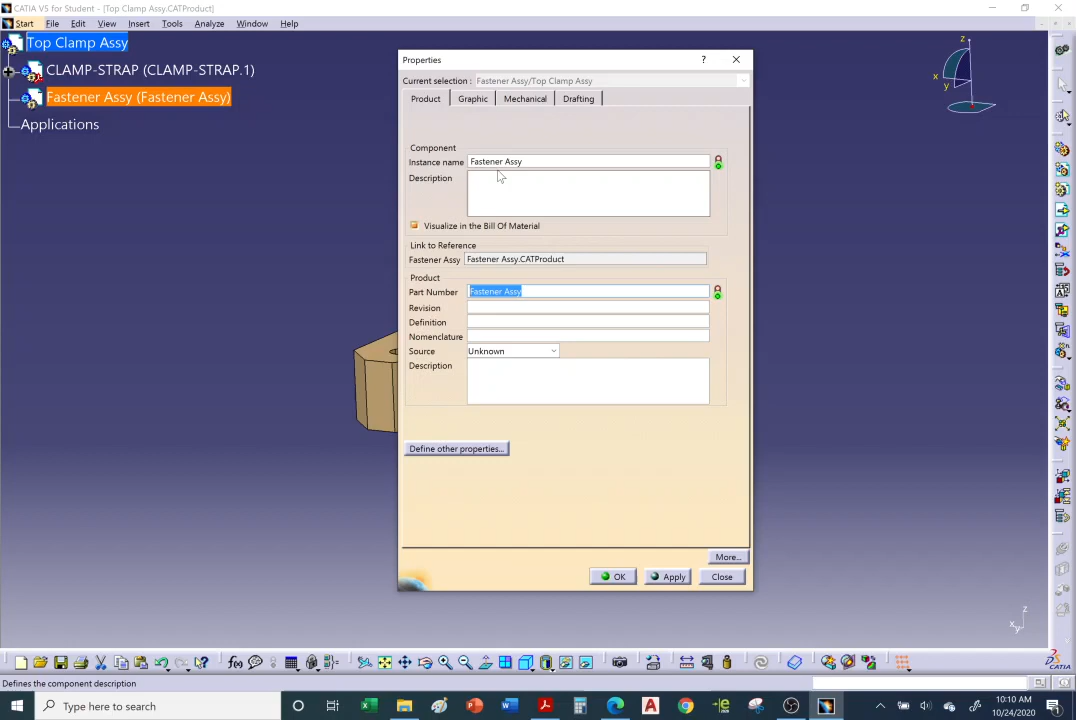 CATIA V5 for Student - [Top Clamp Assy.CATProduct]
Start File Edit View Insert Tools Analyze Window Help
Top Clamp Assy
CLAMP-STRAP (CLAMP-STRAP.1)
Fastener Assy (Fastener Assy)
Applications
Properties
?
Current selection : Fastener Assy/Top Clamp Assy
Product Graphic Mechanical Drafting
Component
Instance name Fastener Assy
Description
Visualize in the Bill Of Material
Link to Reference
Fastener Assy Fastener Assy.CATProduct
Product
Part Number Fastener Assy
Revision
Definition
Nomenclature
Source Unknown
Description
Define other properties...
More...
OK Apply Close
z
x
y
z
x
y
Defines the component description
CATIA
Type here to search
10:10 AM
10/24/2020